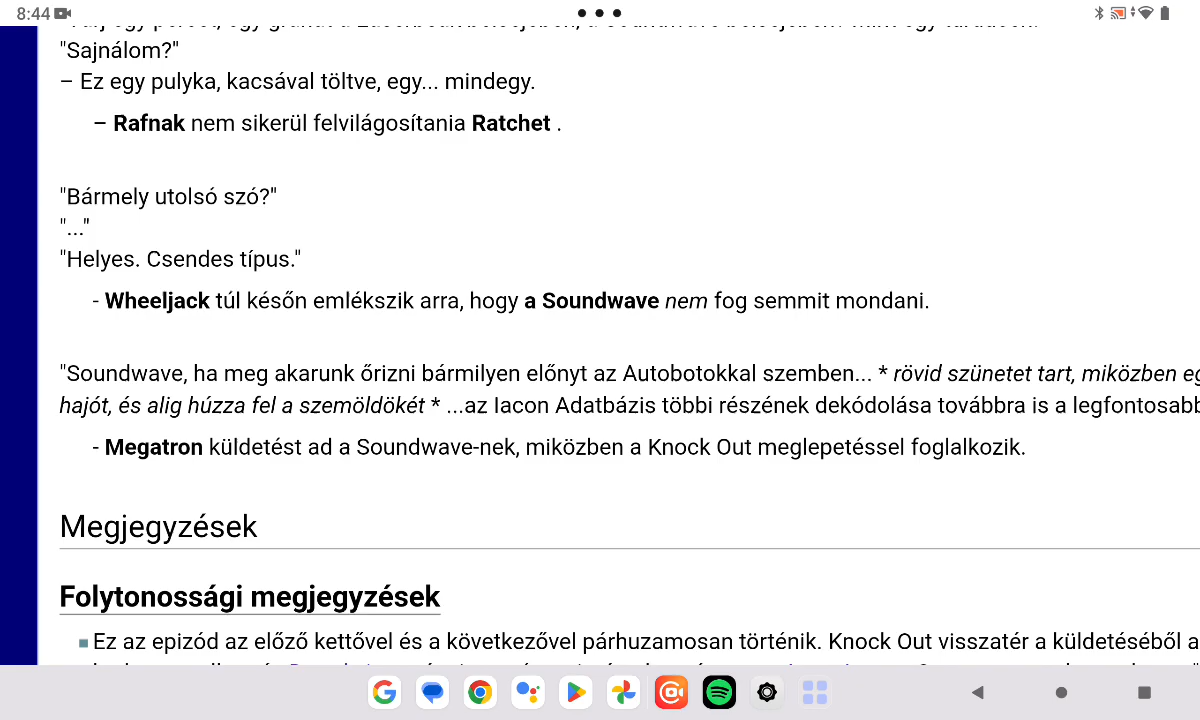 8:44
"Sajnálom?"
– Ez egy pulyka, kacsával töltve, egy... mindegy.
– Rafnak nem sikerül felvilágosítania Ratchet .
"Bármely utolsó szó?"
"..."
"Helyes. Csendes típus."
- Wheeljack túl későn emlékszik arra, hogy a Soundwave nem fog semmit mondani.
"Soundwave, ha meg akarunk őrizni bármilyen előnyt az Autobotokkal szemben... * rövid szünetet tart, miközben
hajót, és alig húzza fel a szemöldökét * ...az Iacon Adatbázis többi részének dekódolása továbbra is a
- Megatron küldetést ad a Soundwave-nek, miközben a Knock Out meglepetéssel foglalkozik.
Megjegyzések
Folytonossági megjegyzések
Ez az epizód az előző kettővel és a következővel párhuzamosan történik. Knock Out visszatér a küldetéséből